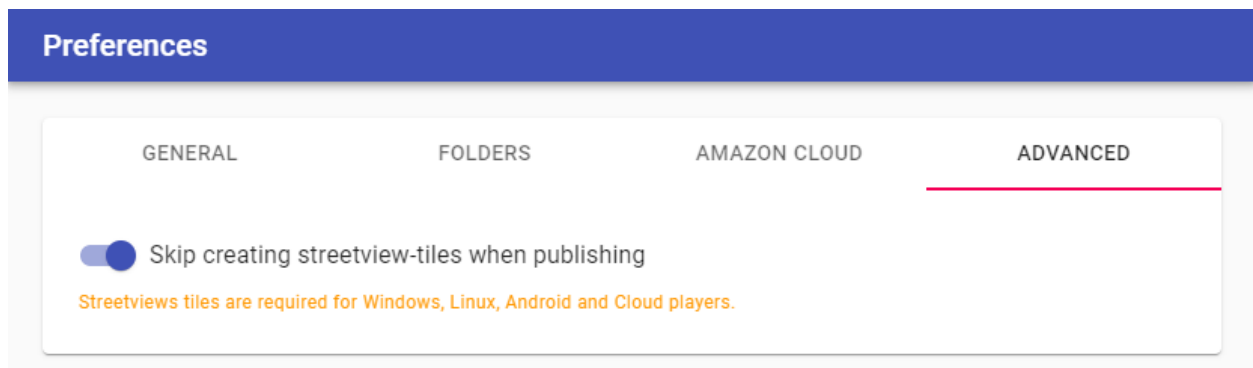 Preferences
GENERAL FOLDERS AMAZON CLOUD ADVANCED
Skip creating streetview-tiles when publishing
Streetviews tiles are required for Windows, Linux, Android and Cloud players.